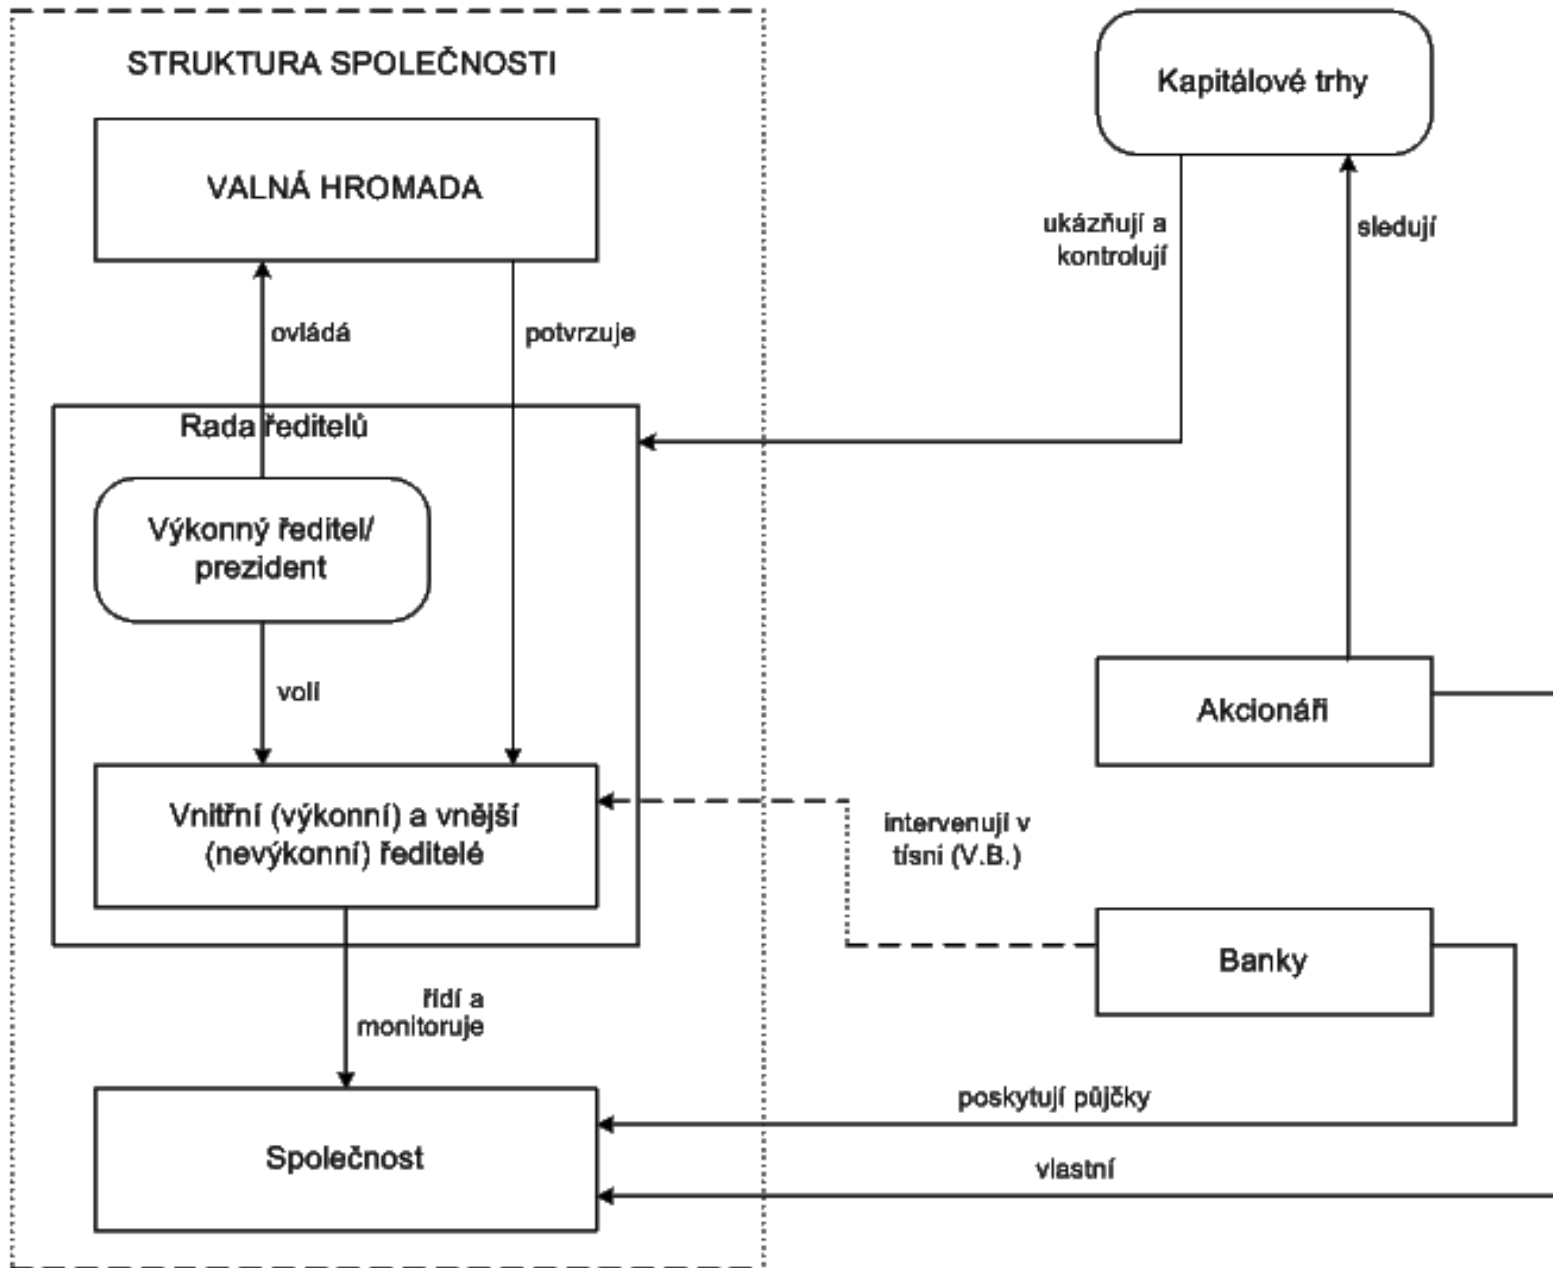 STRUKTURA SPOLEČNOSTI
VALNÁ HROMADA
ovládá
potvrzuje
Rada ředitelů
Výkonný ředitel/
prezident
volí
Vnitřní (výkonní) a vnější
(nevýkonní) ředitelé
řídí a
monitoruje
Společnost
Kapitálové trhy
ukázňují a
kontrolují
sledují
Akcionáři
intervenují v
tísni (V.B.)
Banky
poskytují půjčky
vlastní